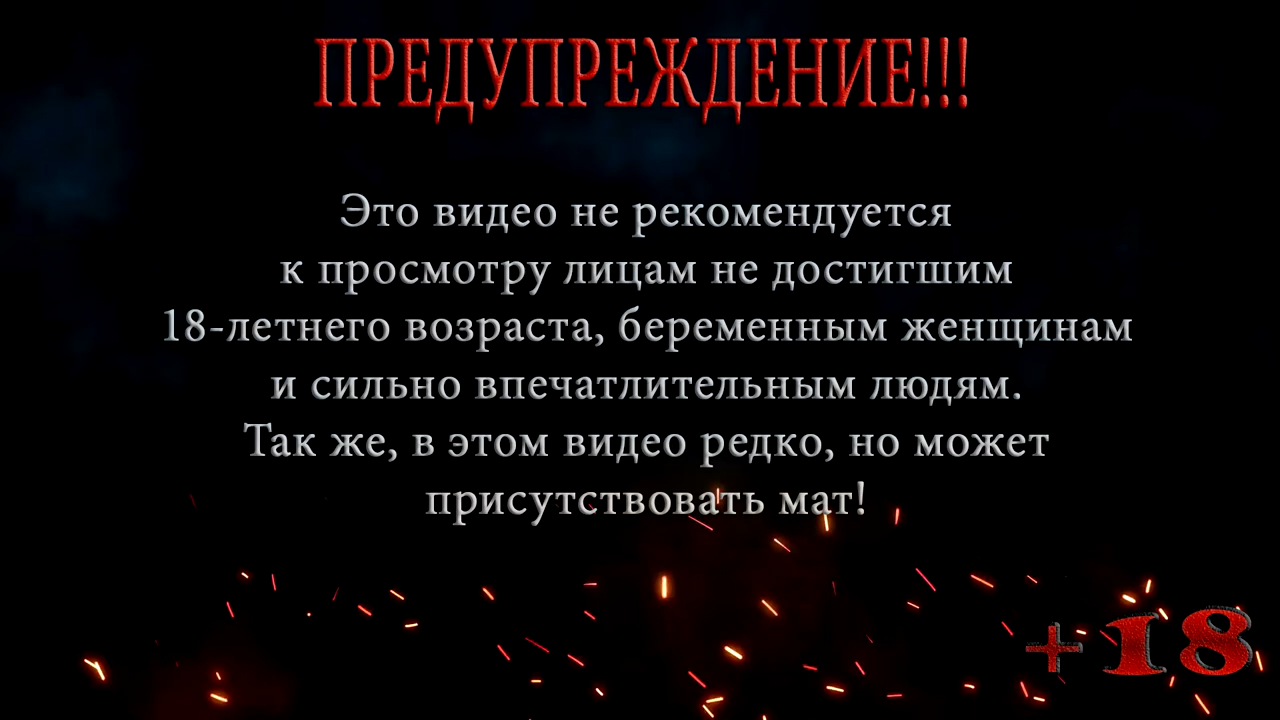 ПРЕДУПРЕЖДЕНИЕ!!!
Это видео не рекомендуется
к просмотру лицам не достигшим
18-летнего возраста, беременным женщинам
и сильно впечатлительным людям.
Так же, в этом видео редко, но может
присутствовать мат!
+18